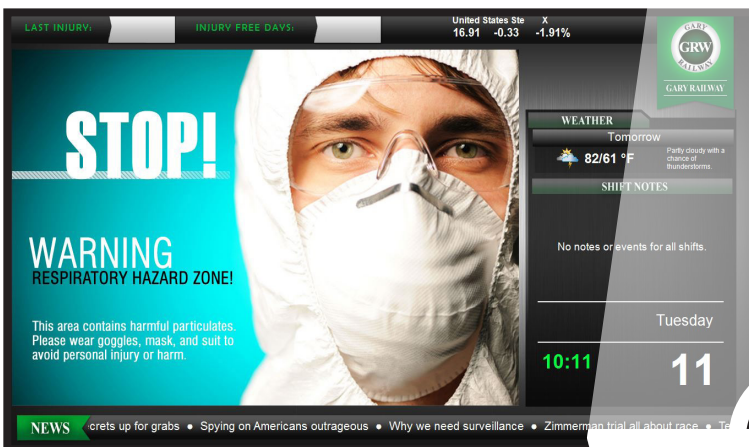 LAST INJURY:
INJURY FREE DAYS:
United States Ste X
16.91 -0.33 -1.91%
GARY
GRW
RAILWAY
GARY RAILWAY
STOP!
WARNING
RESPIRATORY HAZARD ZONE!
This area contains harmful particulates.
Please wear goggles, mask, and suit to
avoid personal injury or harm.
WEATHER
Tomorrow
82/61 °F
Partly cloudy with a
chance of
thunderstorms.
SHIFT NOTES
No notes or events for all shifts.
Tuesday
10:11
11
NEWS crets up for grabs • Spying on Americans outrageous • Why we need surveillance • Zimmerman trial all about race • Te